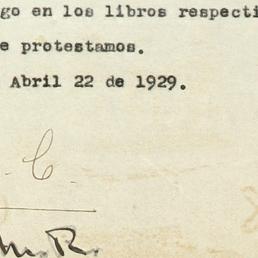 go en los libros respecti
e protestamos.
Abril 22 de 1929.
. C.
R.